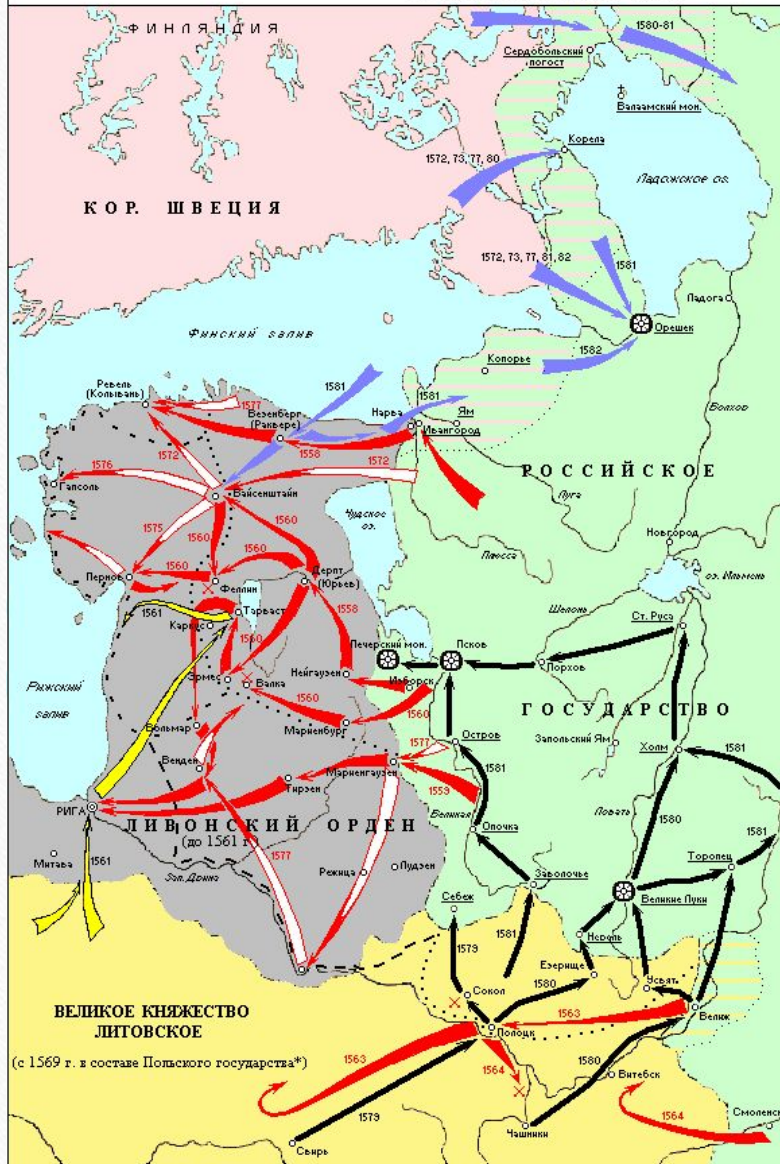 ФИНЛЯНДИЯ
1580-81
Сердобольский
погост
Валаамский мон.
Корела
1572, 73, 77, 80
Ладожское оз.
КОР. ШВЕЦИЯ
1572, 73, 77, 81, 82
1581
Ладога
Финский залив
Орешек
1582
Копорье
Ревель
(Колывань)
1577
Везенберг
(Раквере)
1581
1581
Нарва
Ям
Ивангород
Волхов
1558
1572
1576
1572
РОССИЙСКОЕ
Гапсоль
Вайсенштайн
Луга
Чудское
оз.
1575
1560
1560
Плюсса
Новгород
1560
1560
Пернов
Феллин
Дерпт
(Юрьев)
оз. Ильмень
1561
Тарваст
Каркус
1558
Шелонь
Ст. Руса
1560
Печерский мон.
Псков
Порхов
Эрмес
Валка
Нейгаузен
Изборск
Рижский
залив
1560
1560
ГОСУДАРСТВО
Вольмар
Мариенбург
Остров
Запольский Ям
Холм
1577
1581
Венден
Мариенгаузен
1581
Тирзен
1559
Великая
Ловать
РИГА
ЛИВОНСКИЙ ОРДЕН
(до 1561 г.)
Опочка
1580
1581
Митава
1561
Зап. Двина
1577
Режица
Лудзен
Торопец
Заволочье
Себеж
Великие Луки
1579
1581
Невель
Езерище
Усвят
Сокол
1580
Велиж
ВЕЛИКОЕ КНЯЖЕСТВО
ЛИТОВСКОЕ
(с 1569 г. в составе Польского государства*)
Полоцк
1563
1563
1564
1580
Витебск
1579
1564
Смоленск
Чашники
Свирь